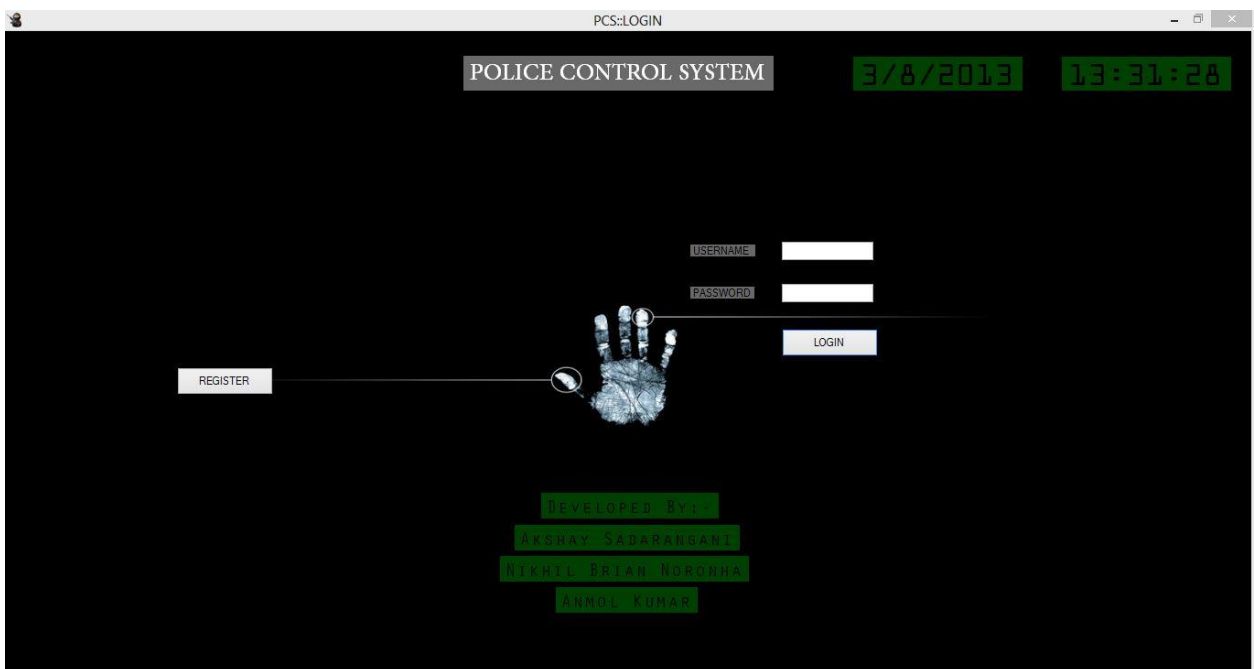 PCS::LOGIN
POLICE CONTROL SYSTEM
3/8/2013
13:31:28
USERNAME
PASSWORD
LOGIN
REGISTER
DEVELOPED BY:-
AKSHAY SADARANGANI
NIKHIL BRIAN NORONHA
ANMOL KUMAR